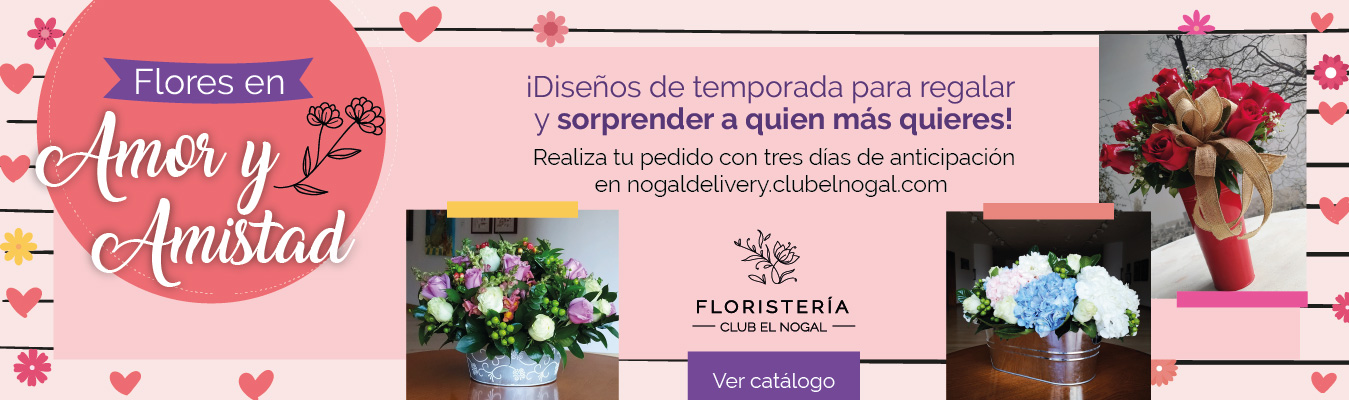 Flores en
Amor y
Amistad
¡Diseños de temporada para regalar
y sorprender a quien más quieres!
Realiza tu pedido con tres días de anticipación
en nogaldelivery.clubelnogal.com
FLORISTERÍA
CLUB EL NOGAL
Ver catálogo